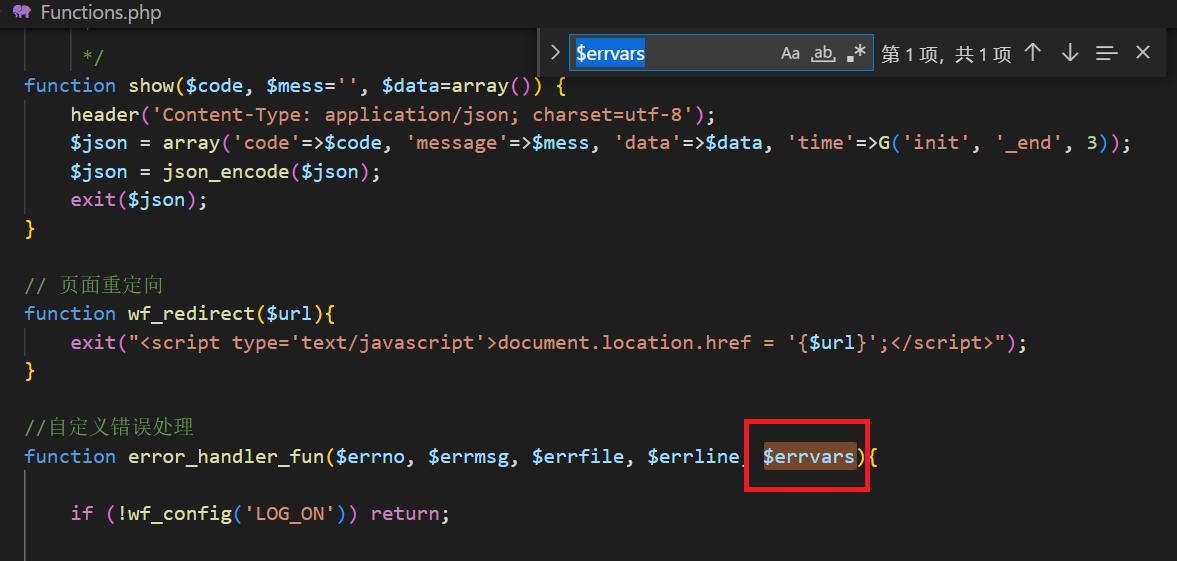 Functions.php
*/
$errvars Aa ab .* 第 1 项，共 1 项
function show($code, $mess='', $data=array()) {
header('Content-Type: application/json; charset=utf-8');
$json = array('code'=>$code, 'message'=>$mess, 'data'=>$data, 'time'=>G('init', '_end', 3));
$json = json_encode($json);
exit($json);
}
// 页面重定向
function wf_redirect($url){
exit("<script type='text/javascript'>document.location.href = '{$url}';</script>");
}
//自定义错误处理
function error_handler_fun($errno, $errmsg, $errfile, $errline, $errvars){
if (!wf_config('LOG_ON')) return;